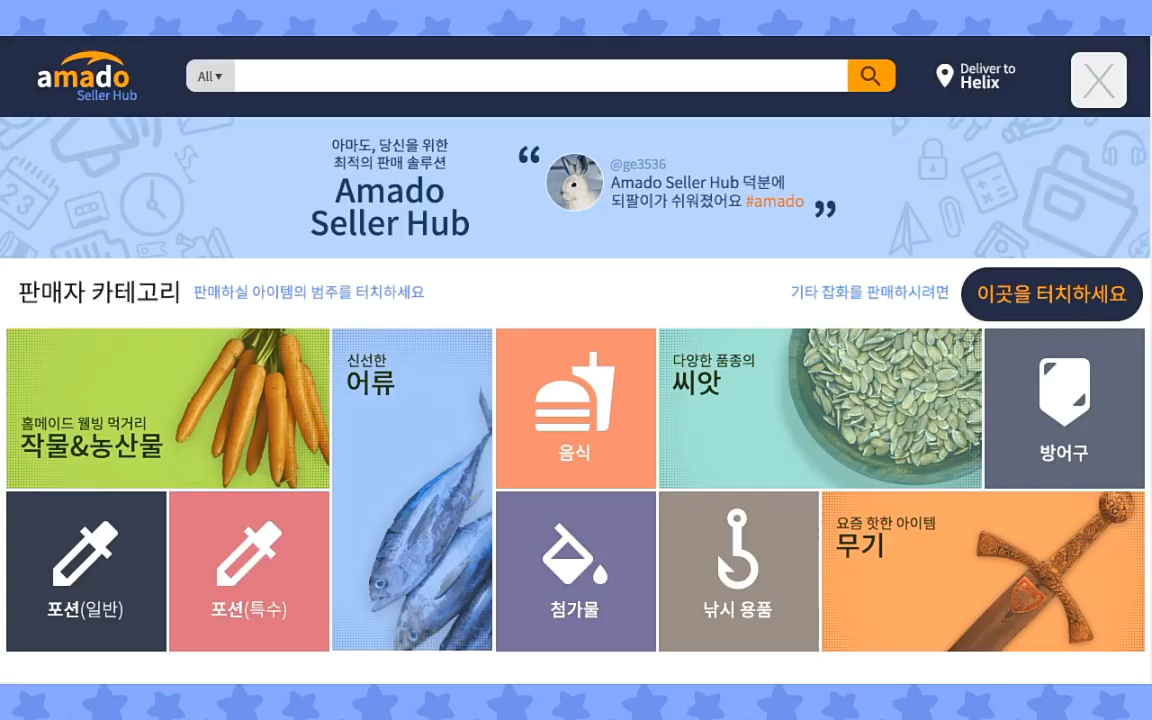 amado
Seller Hub
All ▾
Deliver to
Helix
X
아마도, 당신을 위한
최적의 판매 솔루션
Amado
Seller Hub
“
@ge3536
Amado Seller Hub 덕분에
되팔이가 쉬워졌어요 #amado
”
23
판매자 카테고리
판매하실 아이템의 범주를 터치하세요
기타 잡화를 판매하시려면
이곳을 터치하세요
홈메이드 웰빙 먹거리
작물&농산물
신선한
어류
음식
다양한 품종의
씨앗
방어구
포션(일반)
포션(특수)
첨가물
낚시 용품
요즘 핫한 아이템
무기